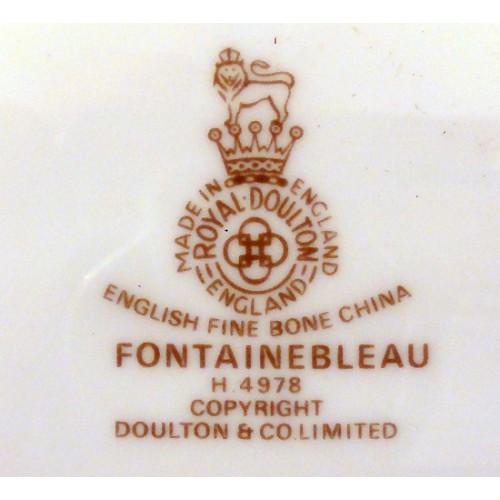 MADE IN ENGLAND
ROYAL·DOULTON
ENGLAND
ENGLISH FINE BONE CHINA
FONTAINEBLEAU
H.4978
COPYRIGHT
DOULTON & CO.LIMITED